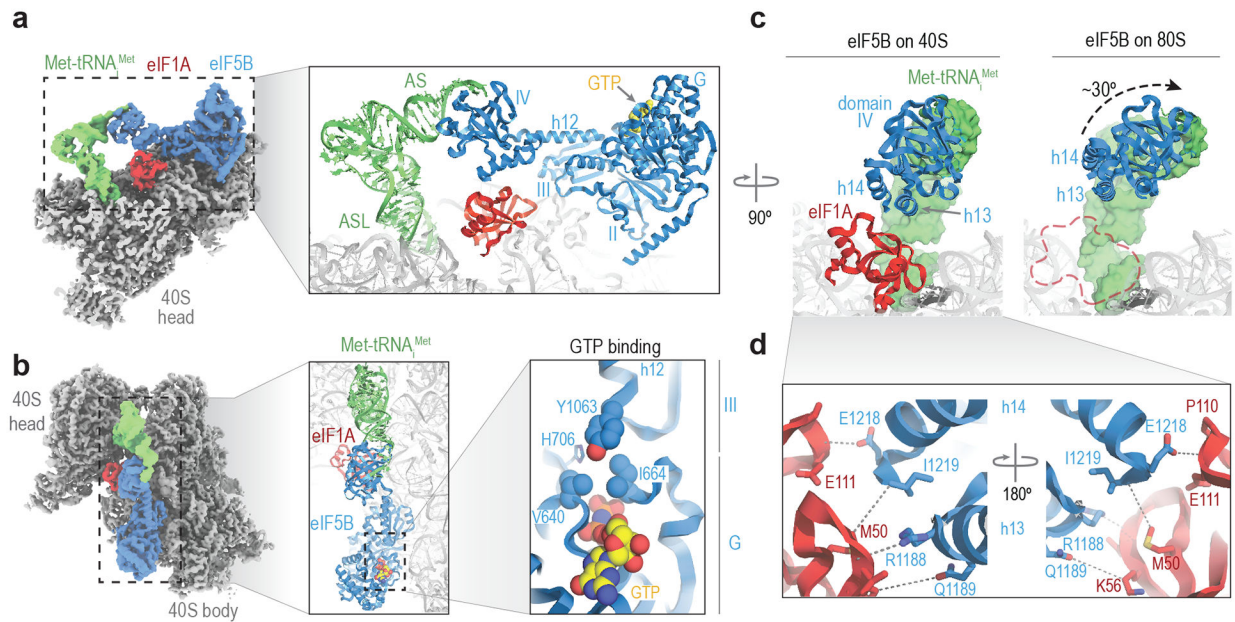 a
Met-tRNAiMet
eIF1A
eIF5B
40S
head
AS
IV
GTP
G
h12
III
ASL
II
90º
c
eIF5B on 40S
eIF5B on 80S
Met-tRNAiMet
domain
IV
~30º
h14
h14
h13
eIF1A
h13
b
40S
head
40S body
Met-tRNAiMet
eIF1A
eIF5B
GTP binding
h12
Y1063
H706
I664
V640
GTP
III
G
d
E1218
h14
E1218
P110
I1219
I1219
E111
180º
E111
M50
h13
R1188
R1188
M50
Q1189
Q1189
K56